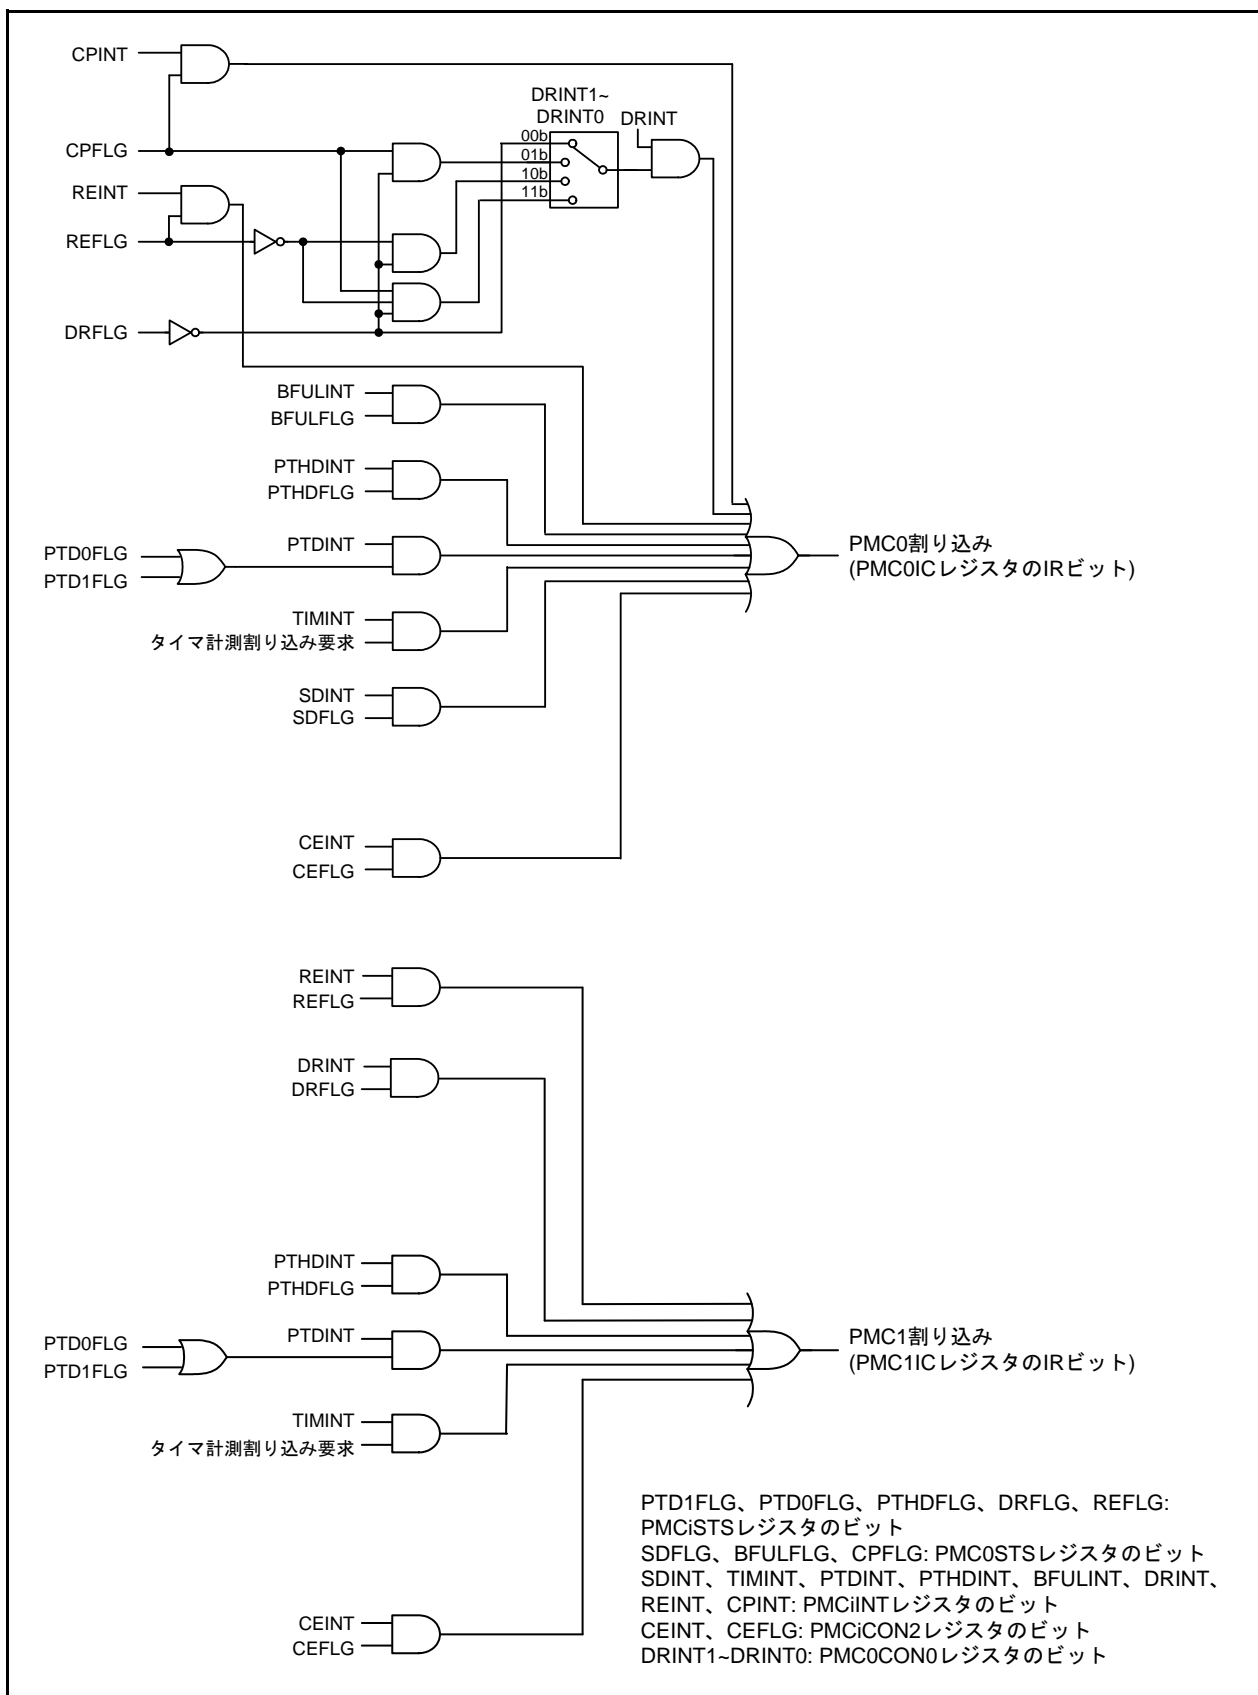 CPINT
DRINT1~
DRINT0
DRINT
00b
CPFLG
01b
10b
REINT
11b
REFLG
DRFLG
BFULINT
BFULFLG
PTHDINT
PTHDFLG
PTD0FLG
PTD1FLG
PTDINT
PMC0割り込み
(PMC0ICレジスタのIRビット)
TIMINT
タイマ計測割り込み要求
SDINT
SDFLG
CEINT
CEFLG
REINT
REFLG
DRINT
DRFLG
PTHDINT
PTHDFLG
PTD0FLG
PTD1FLG
PTDINT
PMC1割り込み
(PMC1ICレジスタのIRビット)
TIMINT
タイマ計測割り込み要求
PTD1FLG、PTD0FLG、PTHDFLG、DRFLG、REFLG:
PMCiSTSレジスタのビット
SDFLG、BFULFLG、CPFLG: PMC0STSレジスタのビット
SDINT、TIMINT、PTDINT、PTHDINT、BFULINT、DRINT、
REINT、CPINT: PMCiINTレジスタのビット
CEINT、CEFLG: PMCiCON2レジスタのビット
DRINT1~DRINT0: PMC0CON0レジスタのビット
CEINT
CEFLG